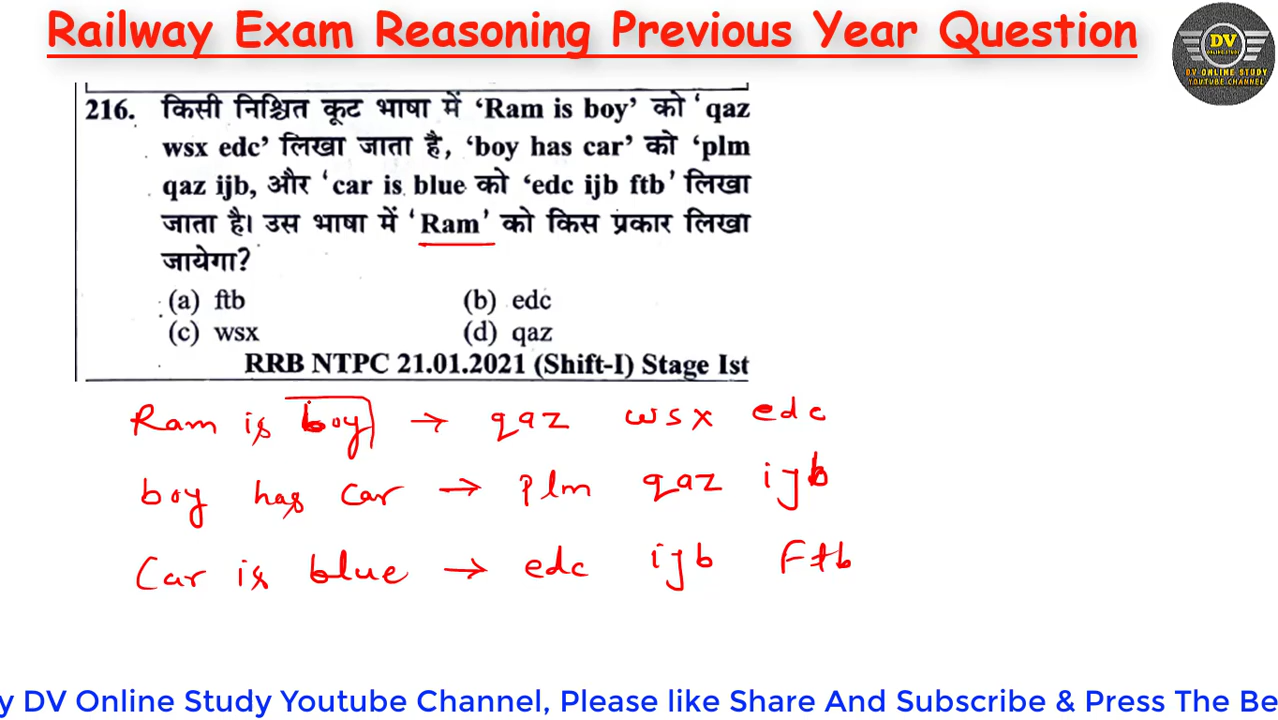 Railway Exam Reasoning Previous Year Question
DV
ONLINE STUDY
DV ONLINE STUDY
YOUTUBE CHANNEL
216. किसी निश्चित कूट भाषा में ‘Ram is boy’ को ‘qaz
wsx edc’ लिखा जाता है, ‘boy has car’ को ‘plm
qaz ijb, और ‘car is blue को ‘edc ijb ftb’ लिखा
जाता है। उस भाषा में ‘Ram’ को किस प्रकार लिखा
जायेगा?
(a) ftb (b) edc
(c) wsx (d) qaz
RRB NTPC 21.01.2021 (Shift-I) Stage Ist
Ram is boy → qaz wsx edc
boy has car → plm qaz ijb
Car is blue → edc ijb Ftb
y DV Online Study Youtube Channel, Please like Share And Subscribe & Press The Be